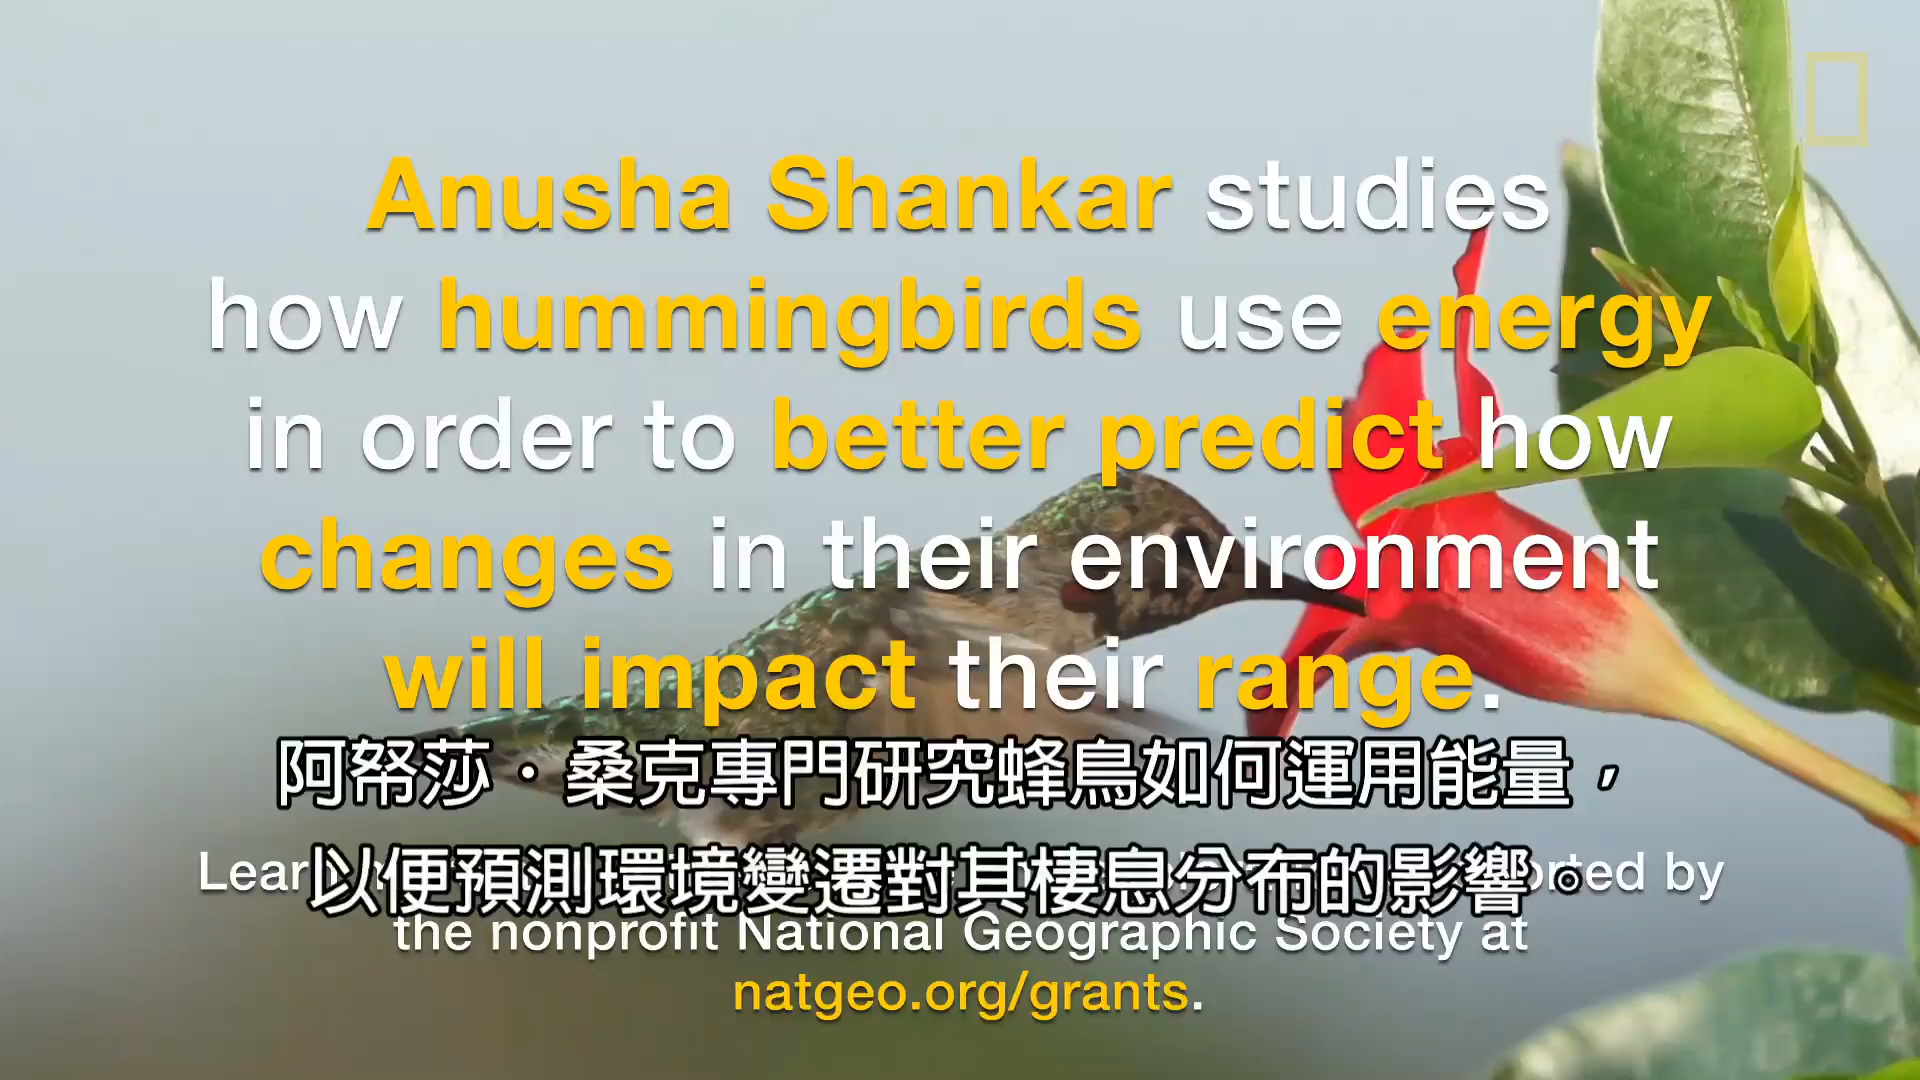 Anusha Shankar studies
how hummingbirds use energy
in order to better predict how
changes in their environment
will impact their range.
阿帑莎·桑克專門研究蜂鳥如何運用能量，
以便預測環境變遷對其棲息分布的影響。
Lear by
the nonprofit National Geographic Society at
natgeo.org/grants.